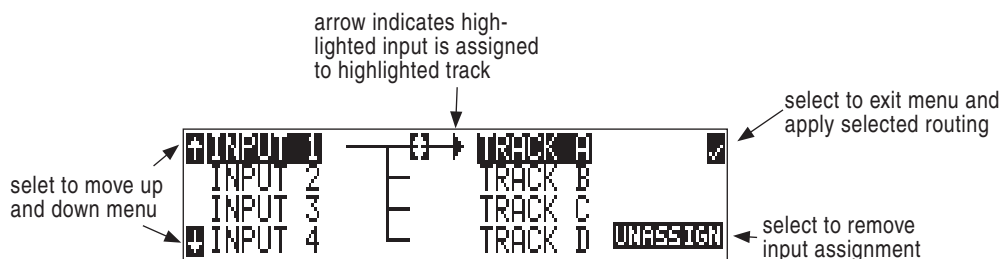 arrow indicates high-
lighted input is assigned
to highlighted track
select to exit menu and
apply selected routing
selet to move up
and down menu
INPUT 1 TRACK A
INPUT 2 TRACK B
INPUT 3 TRACK C
INPUT 4 TRACK D UNASSIGN
select to remove
input assignment